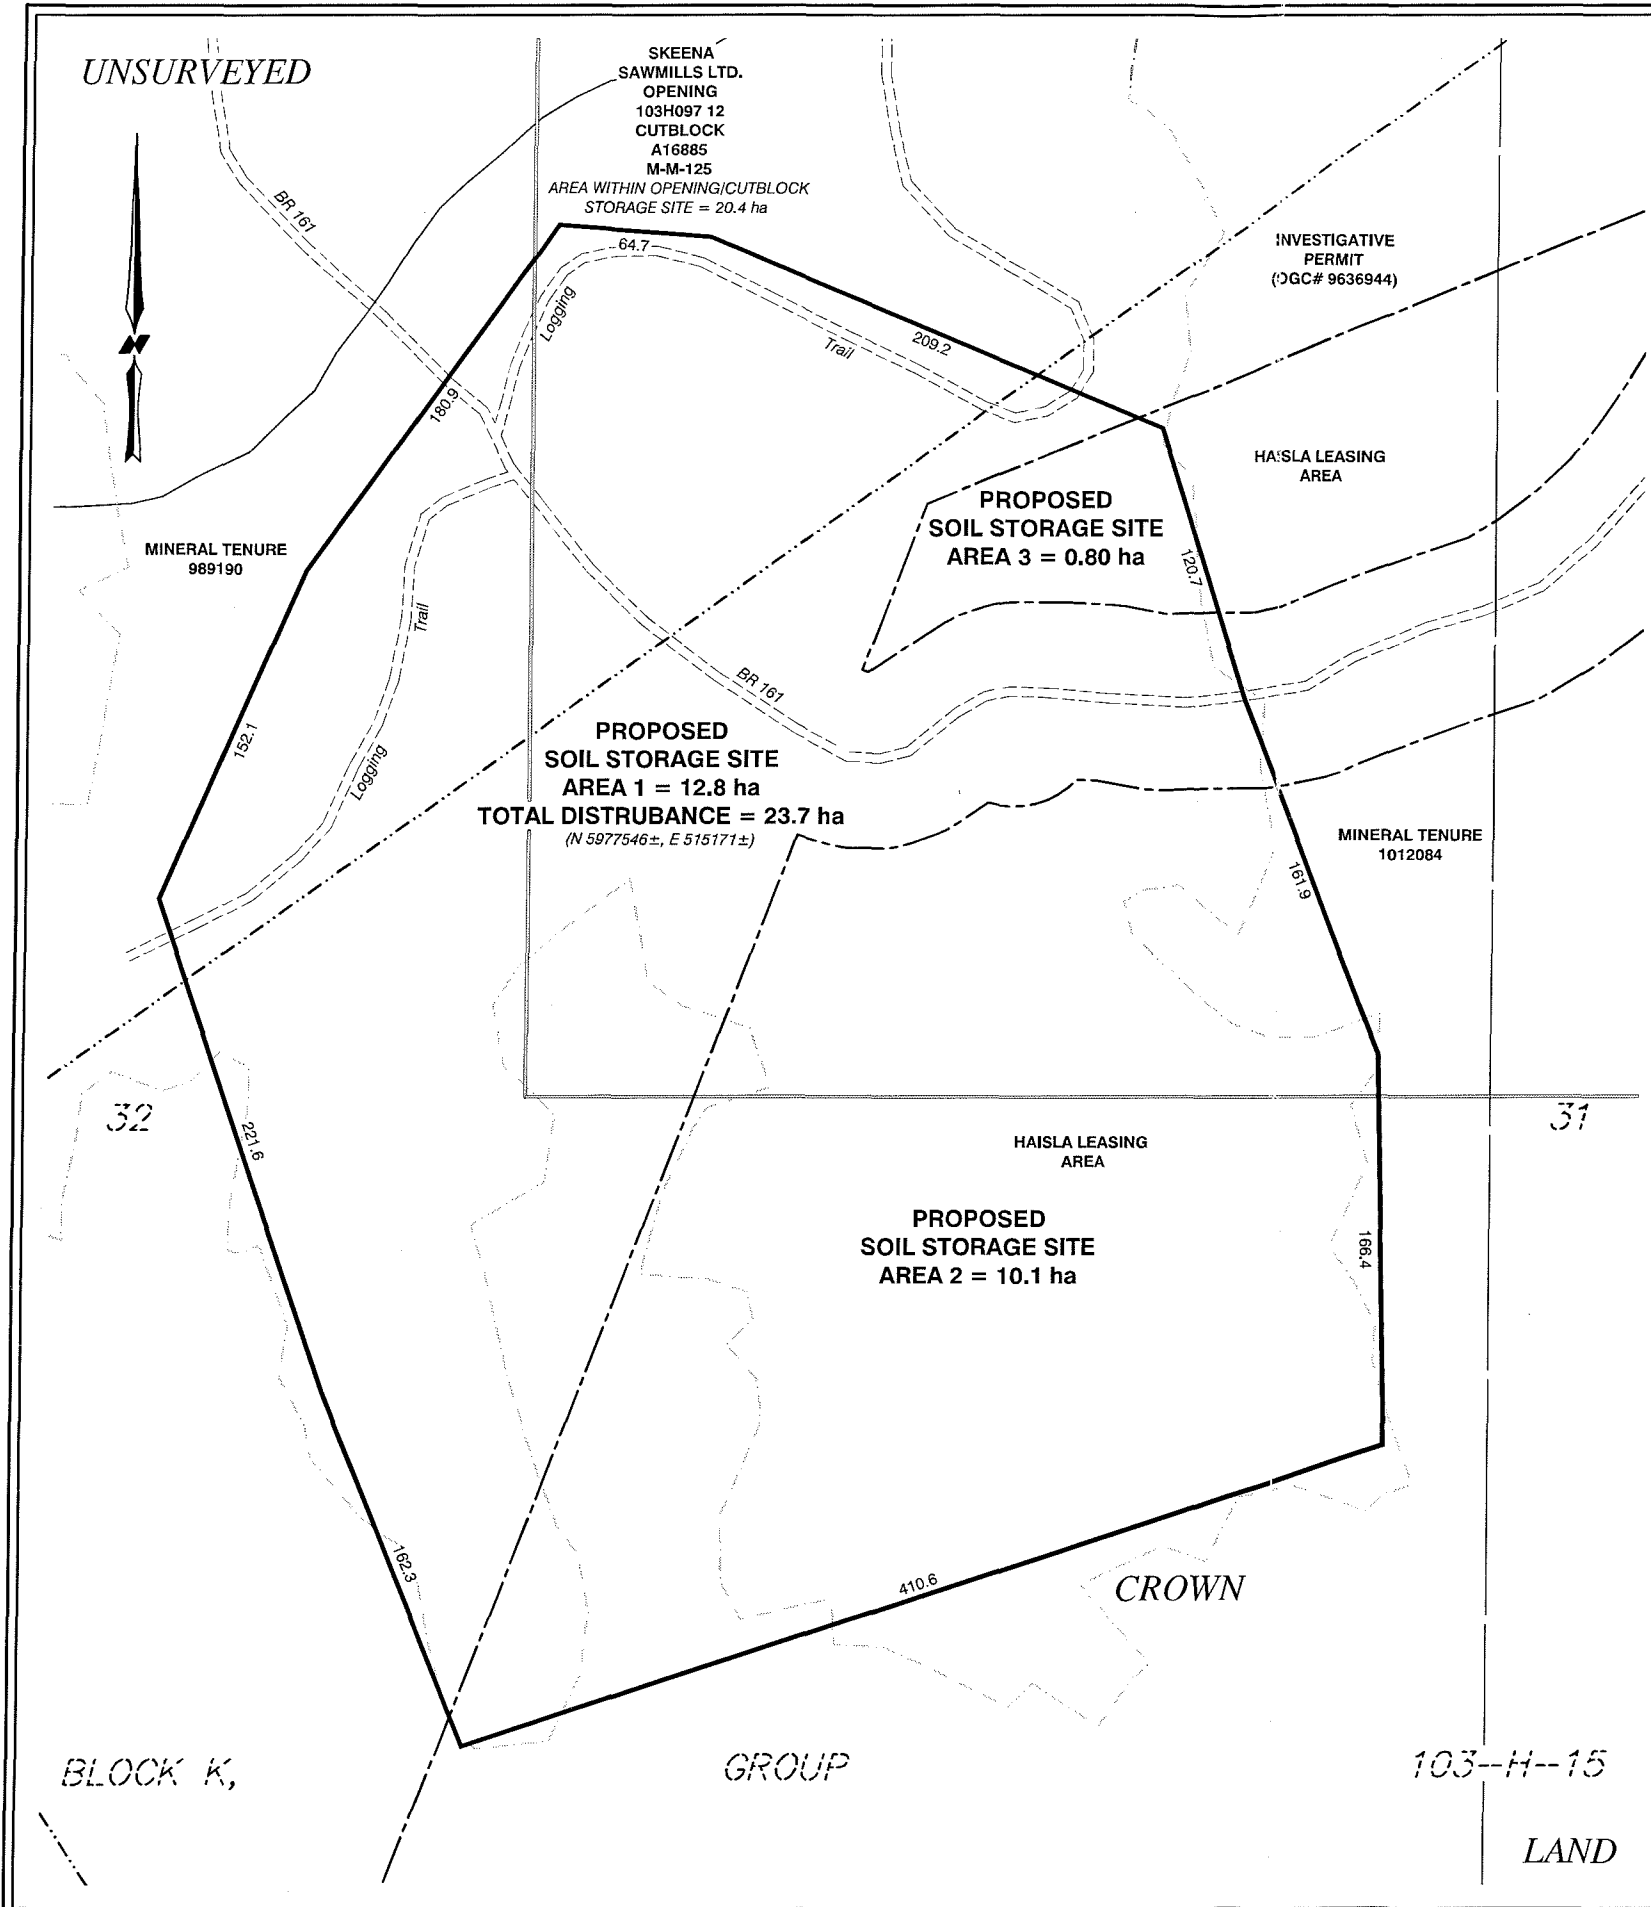 UNSURVEYED
SKEENA
SAWMILLS LTD.
OPENING
103H097 12
CUTBLOCK
A16885
M-M-125
AREA WITHIN OPENING/CUTBLOCK
STORAGE SITE = 20.4 ha
BR 161
64.7
Logging
Trail
209.2
INVESTIGATIVE
PERMIT
(OGC# 9636944)
180.9
HAISLA LEASING
AREA
PROPOSED
SOIL STORAGE SITE
AREA 3 = 0.80 ha
MINERAL TENURE
989190
120.7
Trail
BR 161
152.1
Logging
PROPOSED
SOIL STORAGE SITE
AREA 1 = 12.8 ha
TOTAL DISTRUBANCE = 23.7 ha
(N 5977546±, E 515171±)
MINERAL TENURE
1012084
161.9
32
31
221.6
HAISLA LEASING
AREA
PROPOSED
SOIL STORAGE SITE
AREA 2 = 10.1 ha
166.4
162.3
410.6
CROWN
BLOCK K,
GROUP
103--H--15
LAND